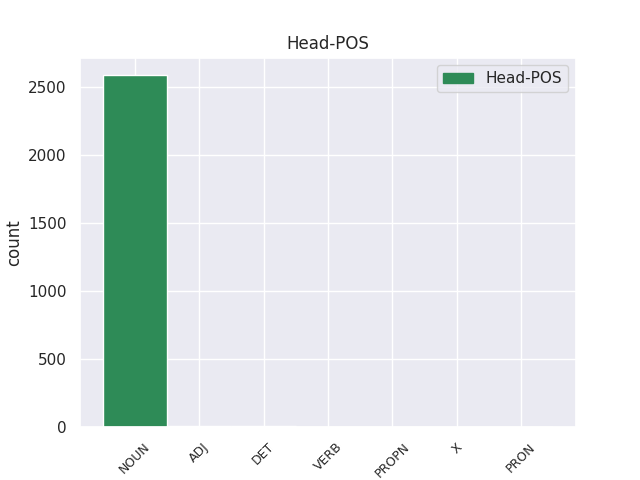 Head-POS
Head-POS
count
2500
2000
1500
1000
500
0
NOUN
ADJ
DET
VERB
PROPN
X
PRON